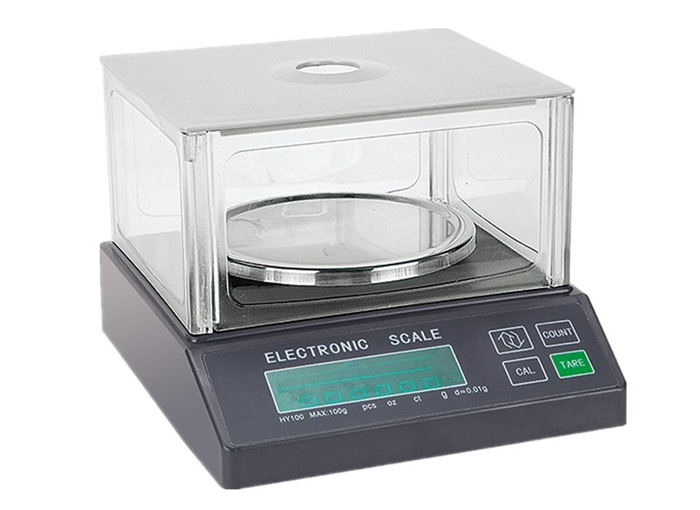 ELECTRONIC SCALE
HY100 MAX:100g pcs oz ct g d=0.01g
COUNT
CAL
TARE